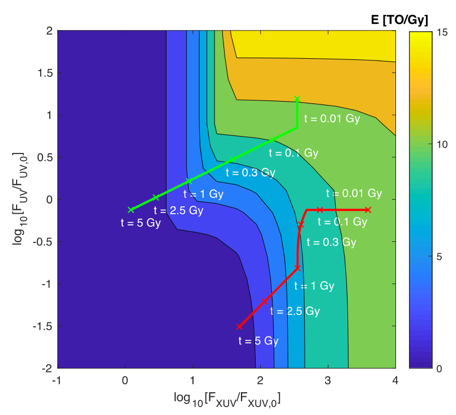 E [TO/Gy]
2
1.5
1
0.5
0
-0.5
-1
-1.5
-2
log10[FUV/FUV,0]
t = 0.01 Gy
t = 0.1 Gy
t = 0.3 Gy
t = 1 Gy
t = 2.5 Gy
t = 5 Gy
t = 0.01 Gy
t = 0.1 Gy
t = 0.3 Gy
t = 1 Gy
t = 2.5 Gy
t = 5 Gy
-1 0 1 2 3 4
log10[FXUV/FXUV,0]
15
10
5
0